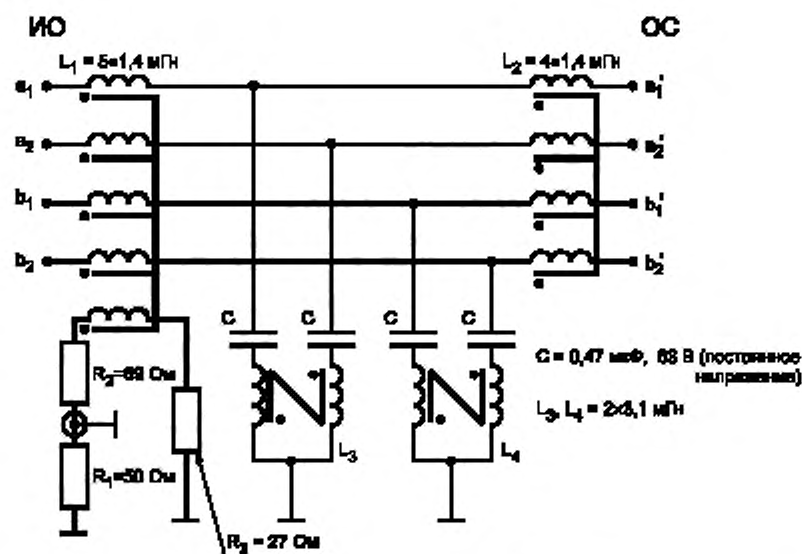 ИО ОС
L₁ = 5×1,4 мГн L₂ = 4×1,4 мГн
a₁ a₁'
a₂ a₂'
b₁ b₁'
b₂ b₂'
C C C C
R₂=69 Ом
C = 0,47 мкФ, 63 В (постоянное
напряжение)
L₃, L₄ = 2×3,1 мГн
L₃ L₄
R₁=50 Ом
R₃ = 27 Ом